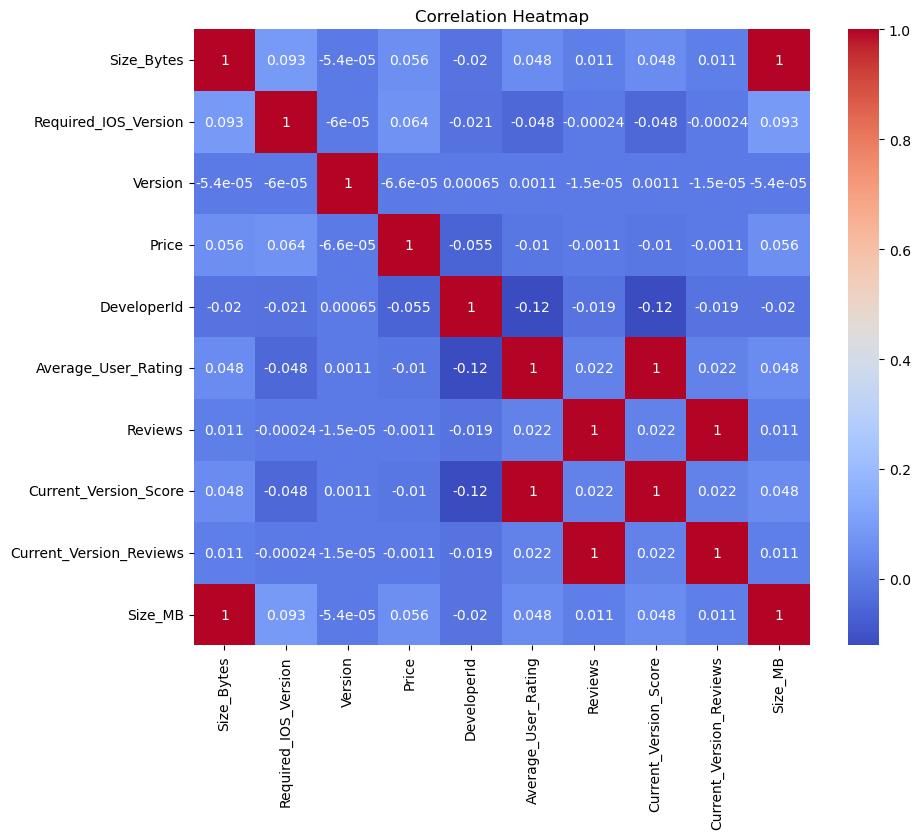 Correlation Heatmap
Size_Bytes 1 0.093 -5.4e-05 0.056 -0.02 0.048 0.011 0.048 0.011 1
Required_IOS_Version 0.093 1 -6e-05 0.064 -0.021 -0.048 -0.00024 -0.048 -0.00024 0.093
Version -5.4e-05 -6e-05 1 -6.6e-05 0.00065 0.0011 -1.5e-05 0.0011 -1.5e-05 -5.4e-05
Price 0.056 0.064 -6.6e-05 1 -0.055 -0.01 -0.0011 -0.01 -0.0011 0.056
DeveloperId -0.02 -0.021 0.00065 -0.055 1 -0.12 -0.019 -0.12 -0.019 -0.02
Average_User_Rating 0.048 -0.048 0.0011 -0.01 -0.12 1 0.022 1 0.022 0.048
Reviews 0.011 -0.00024 -1.5e-05 -0.0011 -0.019 0.022 1 0.022 1 0.011
Current_Version_Score 0.048 -0.048 0.0011 -0.01 -0.12 1 0.022 1 0.022 0.048
Current_Version_Reviews 0.011 -0.00024 -1.5e-05 -0.0011 -0.019 0.022 1 0.022 1 0.011
Size_MB 1 0.093 -5.4e-05 0.056 -0.02 0.048 0.011 0.048 0.011 1
Size_Bytes
Required_IOS_Version
Version
Price
DeveloperId
Average_User_Rating
Reviews
Current_Version_Score
Current_Version_Reviews
Size_MB
1.0
0.8
0.6
0.4
0.2
0.0